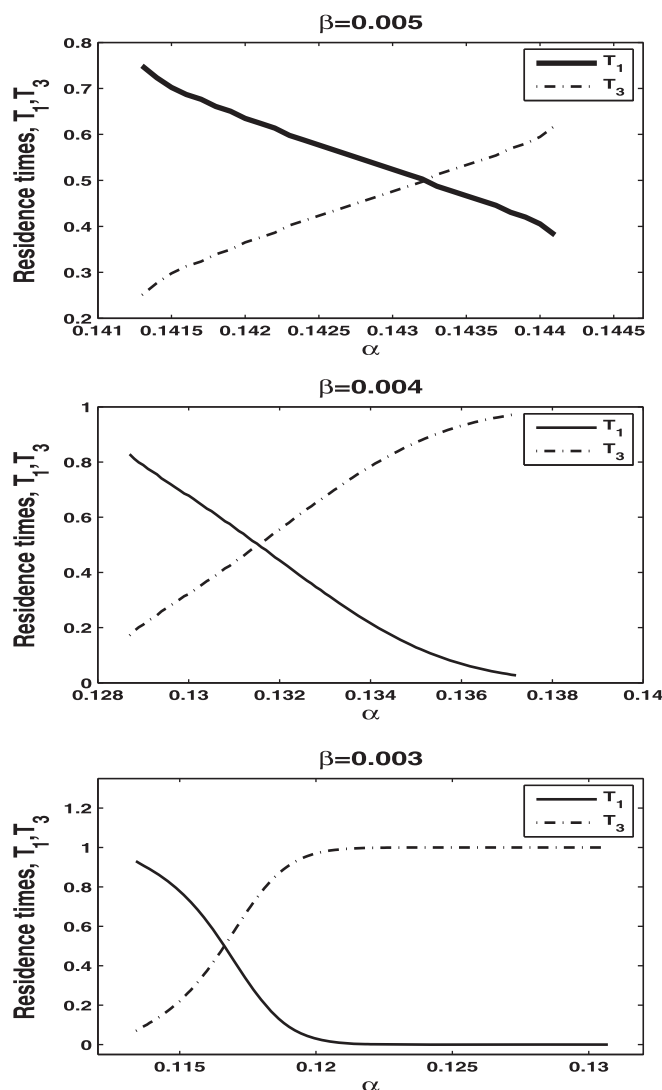 β=0.005
Residence times, T₁,T₃
0.8
0.7
0.6
0.5
0.4
0.3
0.2
T₁
T₃
0.141 0.1415 0.142 0.1425 0.143 0.1435 0.144 0.1445
α
β=0.004
Residence times, T₁,T₃
1
0.8
0.6
0.4
0.2
0
T₁
T₃
0.128 0.13 0.132 0.134 0.136 0.138 0.14
α
β=0.003
Residence times, T₁,T₃
1.2
1
0.8
0.6
0.4
0.2
0
T₁
T₃
0.115 0.12 0.125 0.13
α